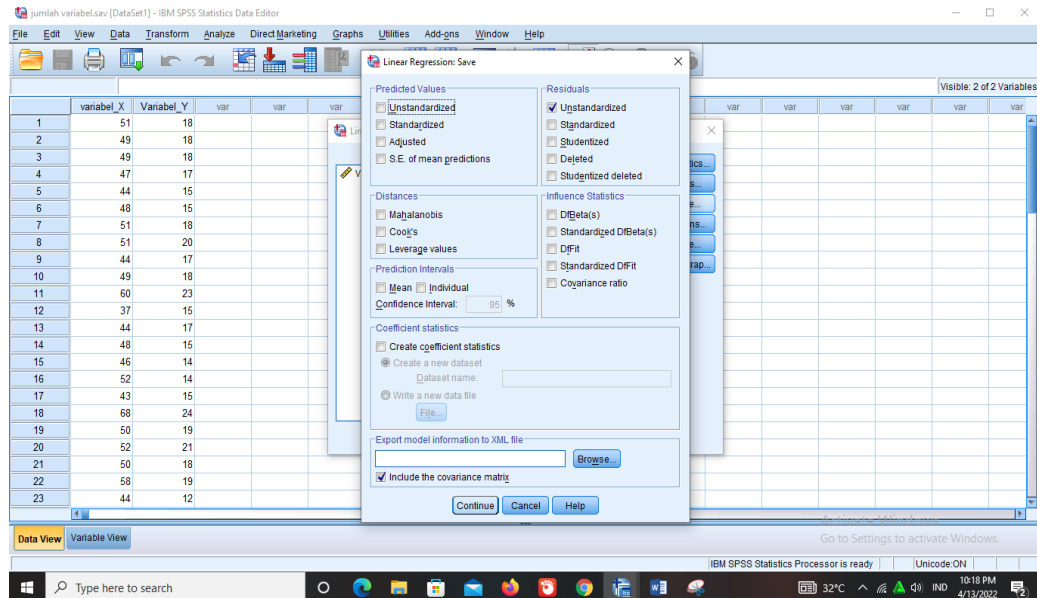 jumlah variabel.sav [DataSet1] - IBM SPSS Statistics Data Editor
File Edit View Data Transform Analyze Direct Marketing Graphs Utilities Add-ons Window Help
Visible: 2 of 2 Variables
variabel_X Variabel_Y var var var var var var var var var
1 51 18
2 49 18
3 49 18
4 47 17
5 44 15
6 48 15
7 51 18
8 51 20
9 44 17
10 49 18
11 60 23
12 37 15
13 44 17
14 48 15
15 46 14
16 52 14
17 43 15
18 68 24
19 50 19
20 52 21
21 50 18
22 58 19
23 44 12
Linear Regression: Save
Predicted Values
Unstandardized
Standardized
Adjusted
S.E. of mean predictions
Residuals
Unstandardized
Standardized
Studentized
Deleted
Studentized deleted
Distances
Mahalanobis
Cook's
Leverage values
Influence Statistics
DfBeta(s)
Standardized DfBeta(s)
DfFit
Standardized DfFit
Covariance ratio
Prediction Intervals
Mean Individual
Confidence Interval: 95 %
Coefficient statistics
Create coefficient statistics
Create a new dataset
Dataset name:
Write a new data file
File...
Export model information to XML file
Browse...
Include the covariance matrix
Continue Cancel Help
Data View Variable View
Go to Settings to activate Windows.
IBM SPSS Statistics Processor is ready Unicode:ON
Type here to search
32°C IND
10:18 PM
4/13/2022